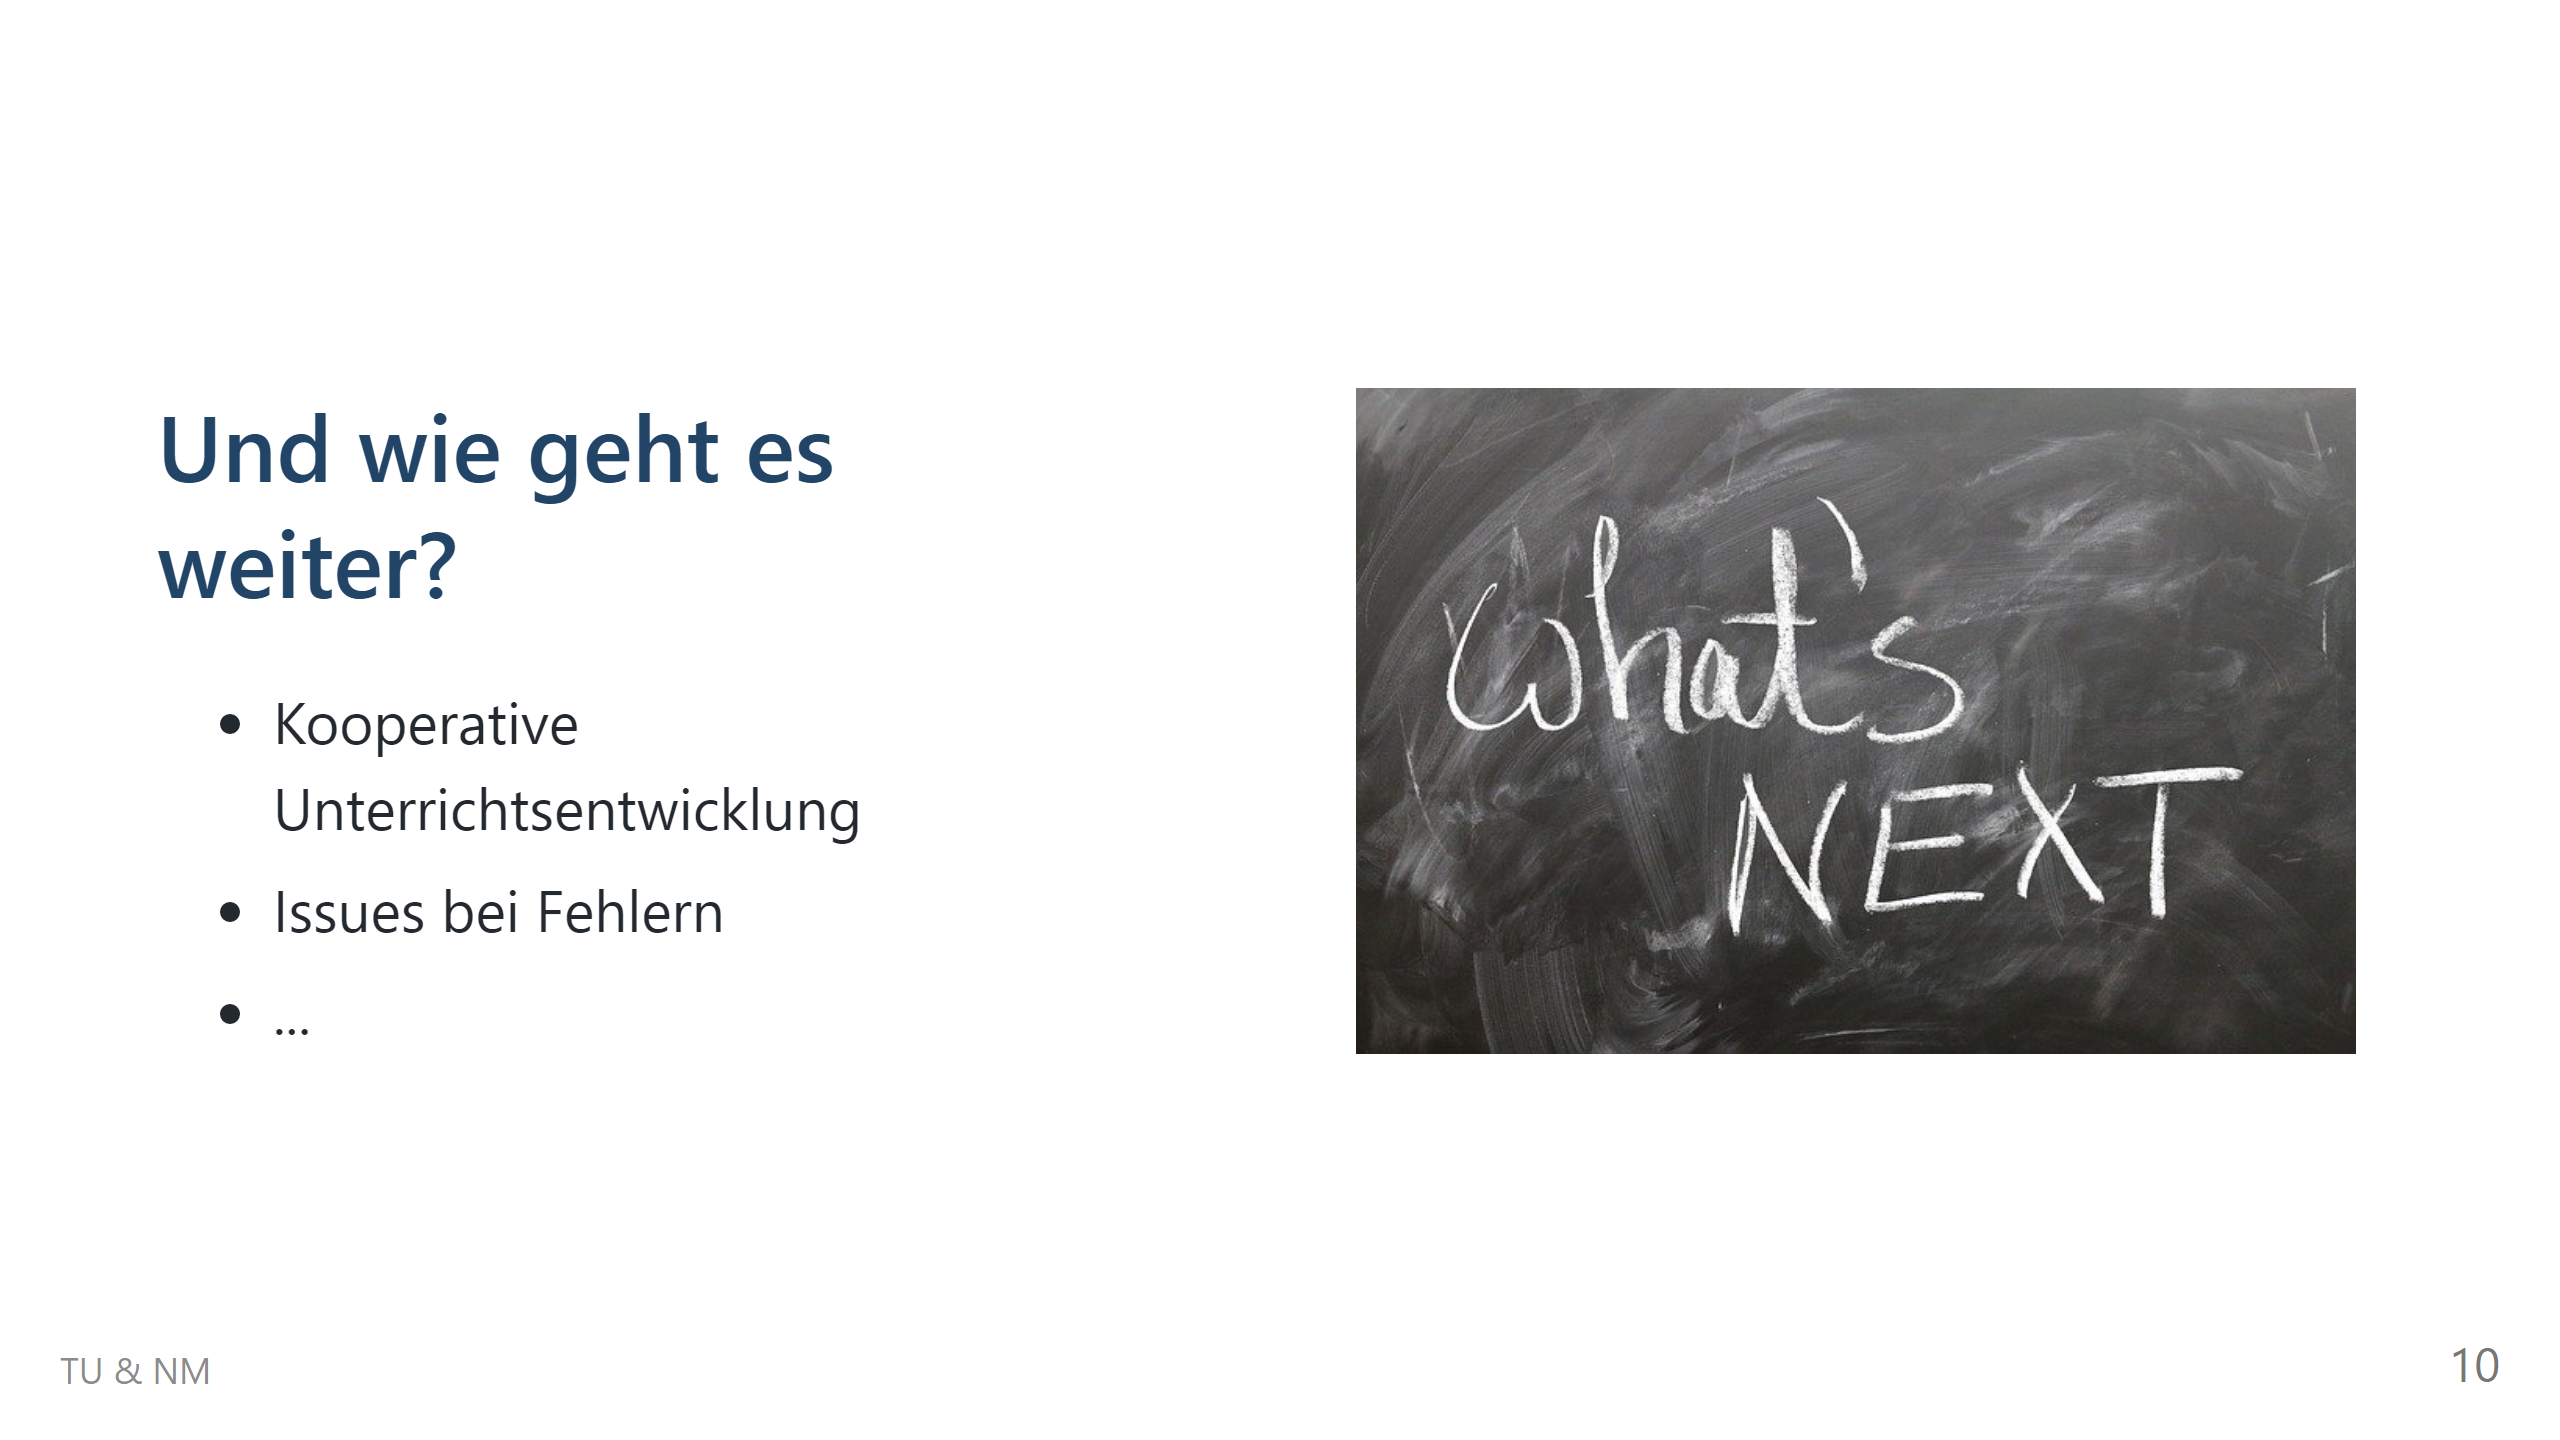 Und wie geht es
weiter?
• Kooperative
Unterrichtsentwicklung
• Issues bei Fehlern
• ...
What's
NEXT
TU & NM
10